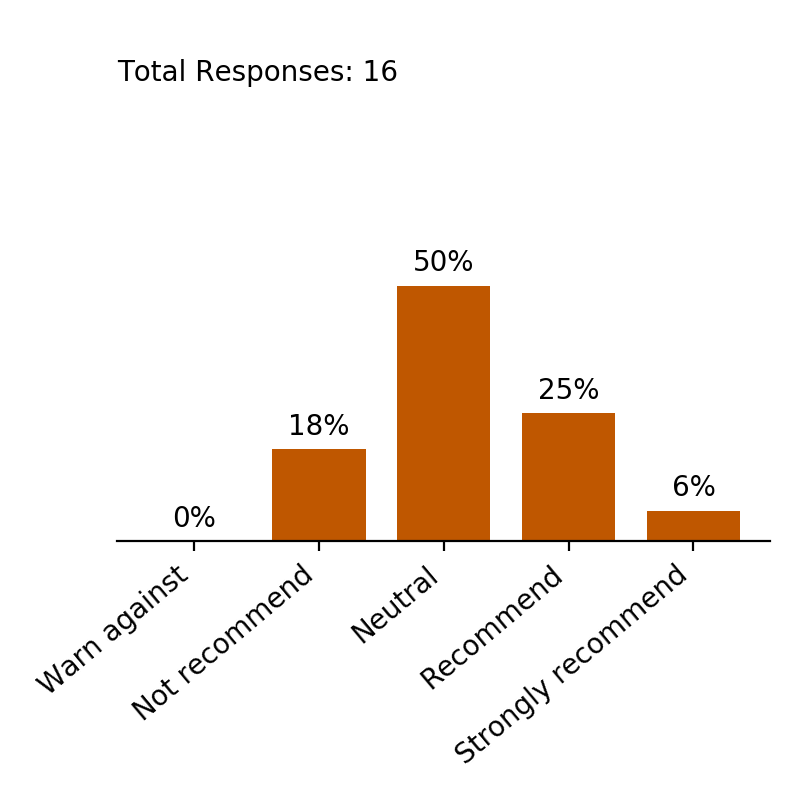 Total Responses: 16
50%
25%
18%
6%
0%
Warn against
Not recommend
Neutral
Recommend
Strongly recommend